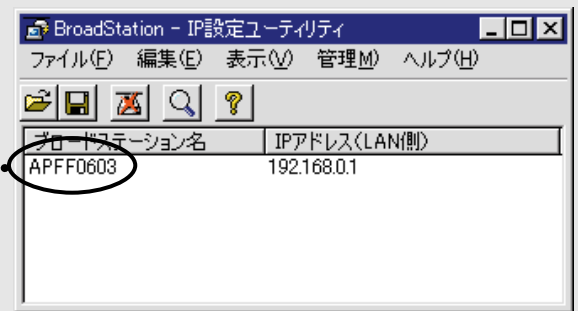 BroadStation - IP設定ユーティリティ
ファイル(F) 編集(E) 表示(V) 管理(M) ヘルプ(H)
ブロードステーション名 IPアドレス(LAN側)
APFF0603 192.168.0.1